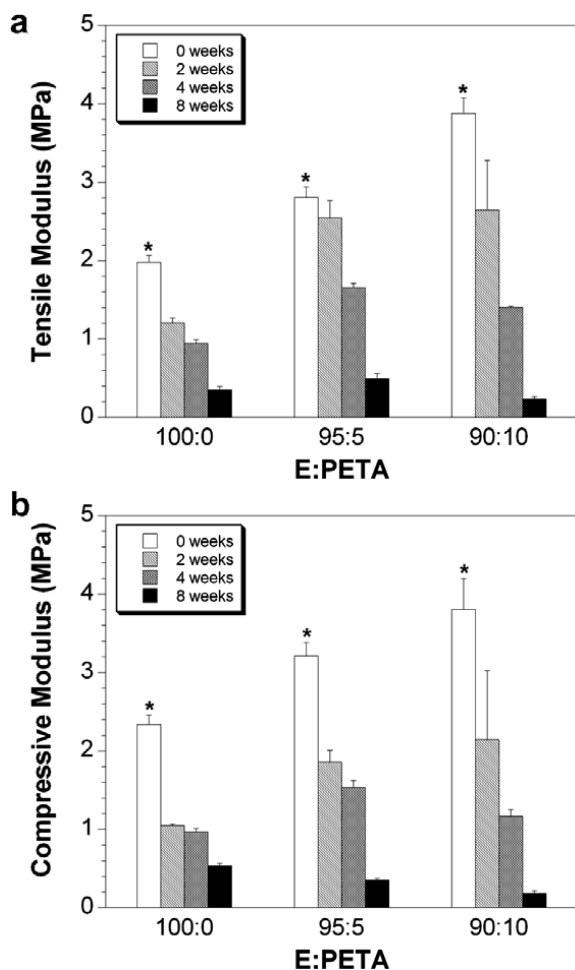 a
5
0 weeks
2 weeks
4 weeks
8 weeks
4
3
2
1
0
Tensile Modulus (MPa)
*
*
*
100:0
95:5
90:10
E:PETA
b
5
0 weeks
2 weeks
4 weeks
8 weeks
4
3
2
1
0
Compressive Modulus (MPa)
*
*
*
100:0
95:5
90:10
E:PETA